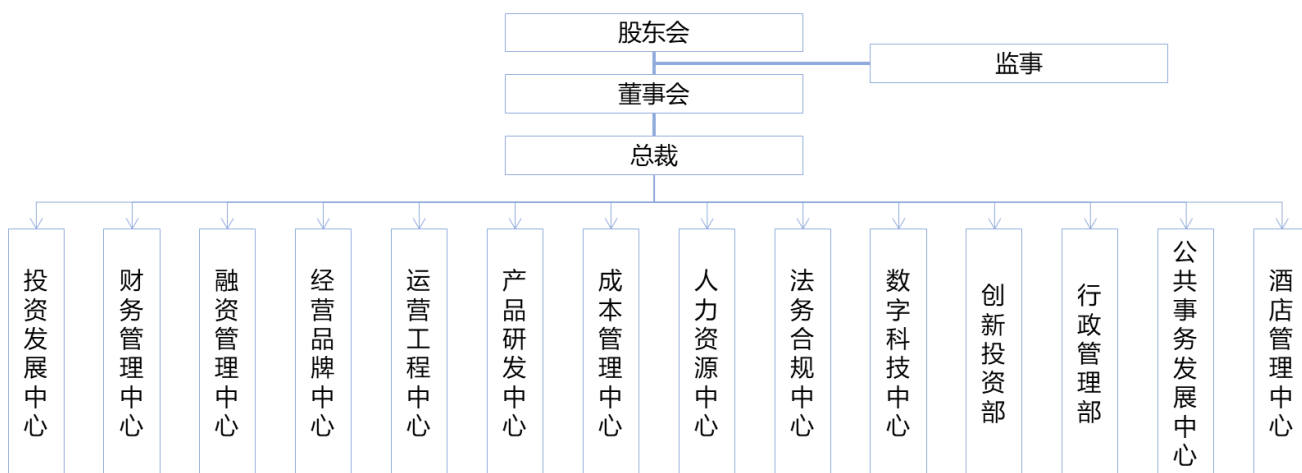 股东会
监事
董事会
总裁
投资发展中心
财务管理中心
融资管理中心
经营品牌中心
运营工程中心
产品研发中心
成本管理中心
人力资源中心
法务合规中心
数字科技中心
创新投资部
行政管理部
公共事务发展中心
酒店管理中心